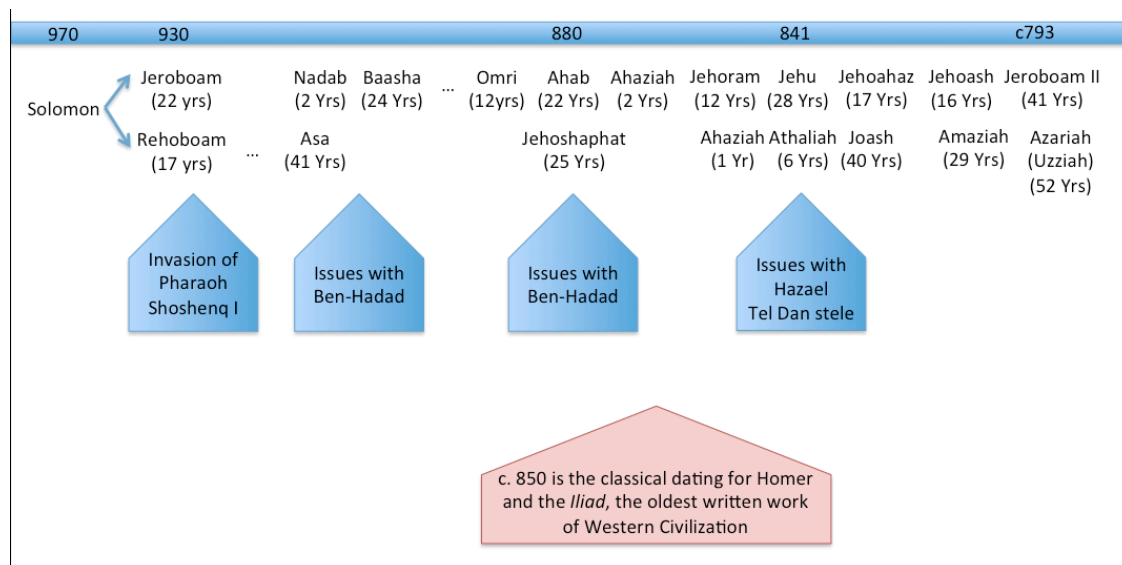 970 930 880 841 c793
Jeroboam Nadab Baasha ... Omri Ahab Ahaziah Jehoram Jehu Jehoahaz Jehoash Jeroboam II
(22 yrs) (2 Yrs) (24 Yrs) (12yrs) (22 Yrs) (2 Yrs) (12 Yrs) (28 Yrs) (17 Yrs) (16 Yrs) (41 Yrs)
Solomon
Rehoboam ... Asa Jehoshaphat Ahaziah Athaliah Joash Amaziah Azariah
(17 yrs) (41 Yrs) (25 Yrs) (1 Yr) (6 Yrs) (40 Yrs) (29 Yrs) (Uzziah)
(52 Yrs)
Invasion of
Pharaoh
Shoshenq I
Issues with
Ben-Hadad
Issues with
Ben-Hadad
Issues with
Hazael
Tel Dan stele
c. 850 is the classical dating for Homer
and the Iliad, the oldest written work
of Western Civilization